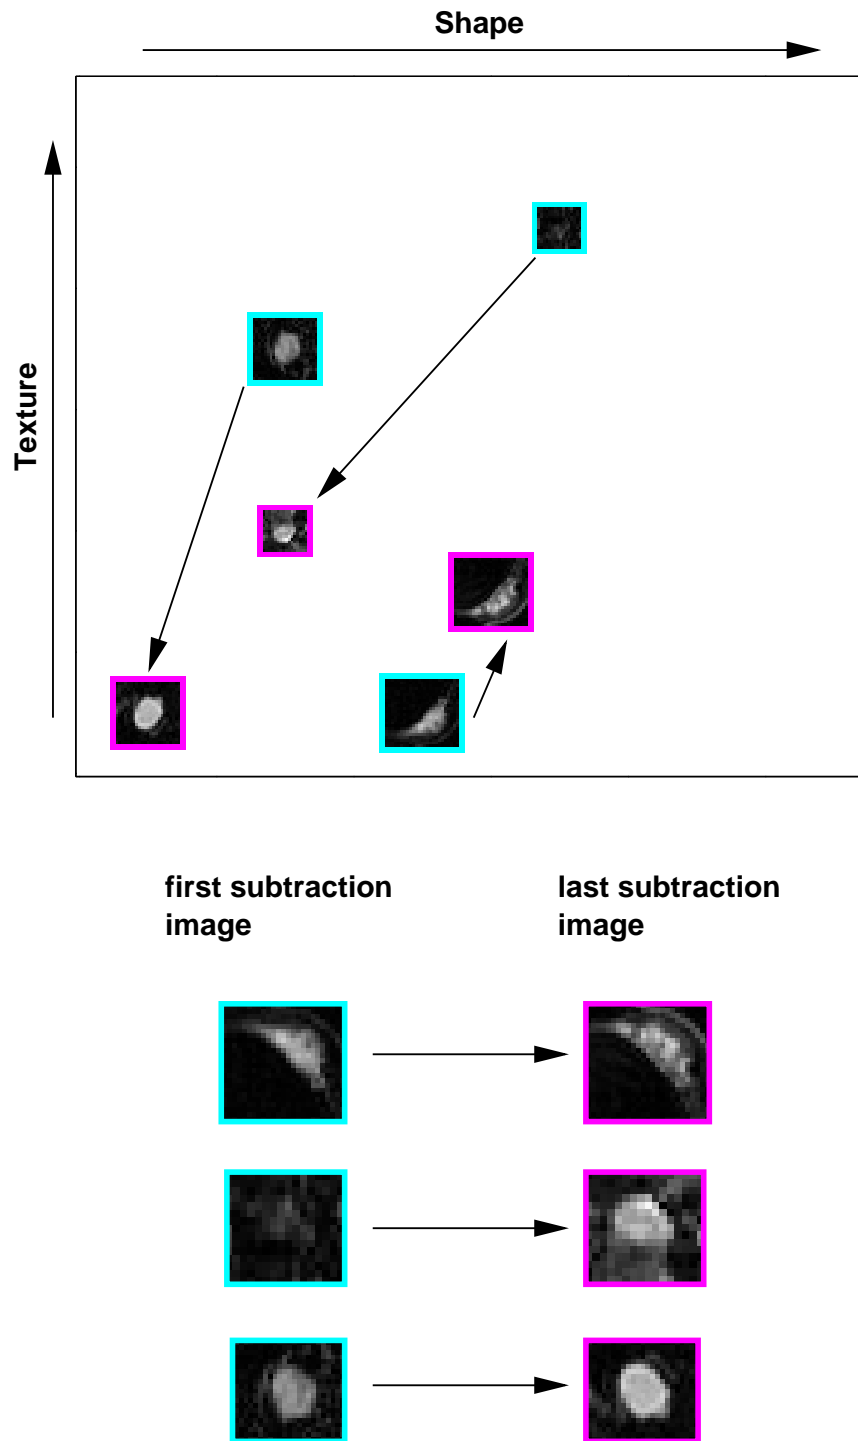 Shape
Texture
first subtraction
image
last subtraction
image